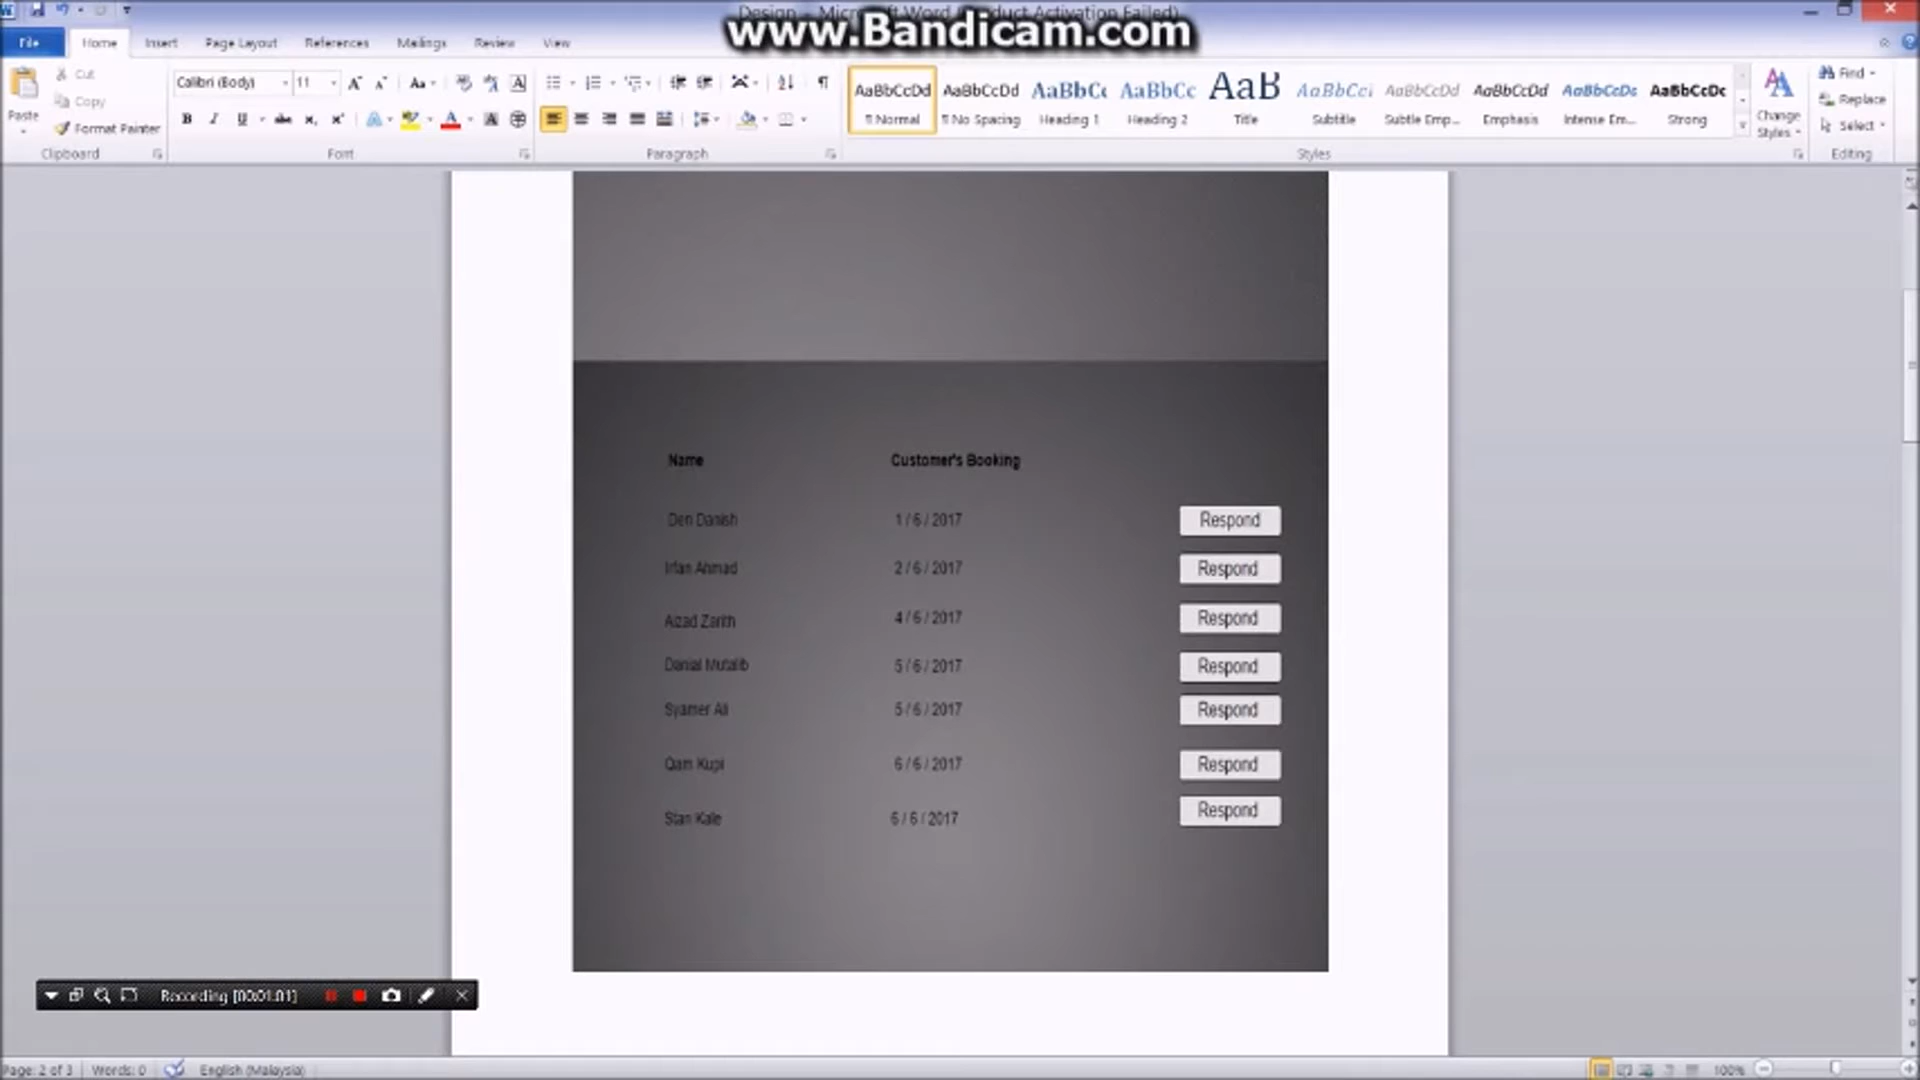 www.Bandicam.com
File Home Insert Page Layout References Mailings Review View
Cut
Copy
Format Painter
Paste
Calibri (Body) 11
AaBbCcDd AaBbCcDd AaBbCc AaBbCc AaB AaBbCcI AaBbCcDd AaBbCcDd AaBbCcDc AaBbCcDc
¶ Normal ¶ No Spacing Heading 1 Heading 2 Title Subtitle Subtle Emp... Emphasis Intense Em... Strong
Change Styles
Find
Replace
Select
Clipboard Font Paragraph Styles Editing
Name Customer's Booking
Den Danish 1 / 6 / 2017 Respond
Irfan Ahmad 2 / 6 / 2017 Respond
Aizad Zarith 4 / 6 / 2017 Respond
Danial Mutalib 5 / 6 / 2017 Respond
Syamer Ali 5 / 6 / 2017 Respond
Qam Kupi 6 / 6 / 2017 Respond
Stan Kale 6 / 6 / 2017 Respond
Recording [00:01:01]
Page: 2 of 3 Words: 0 English (Malaysia) 100%